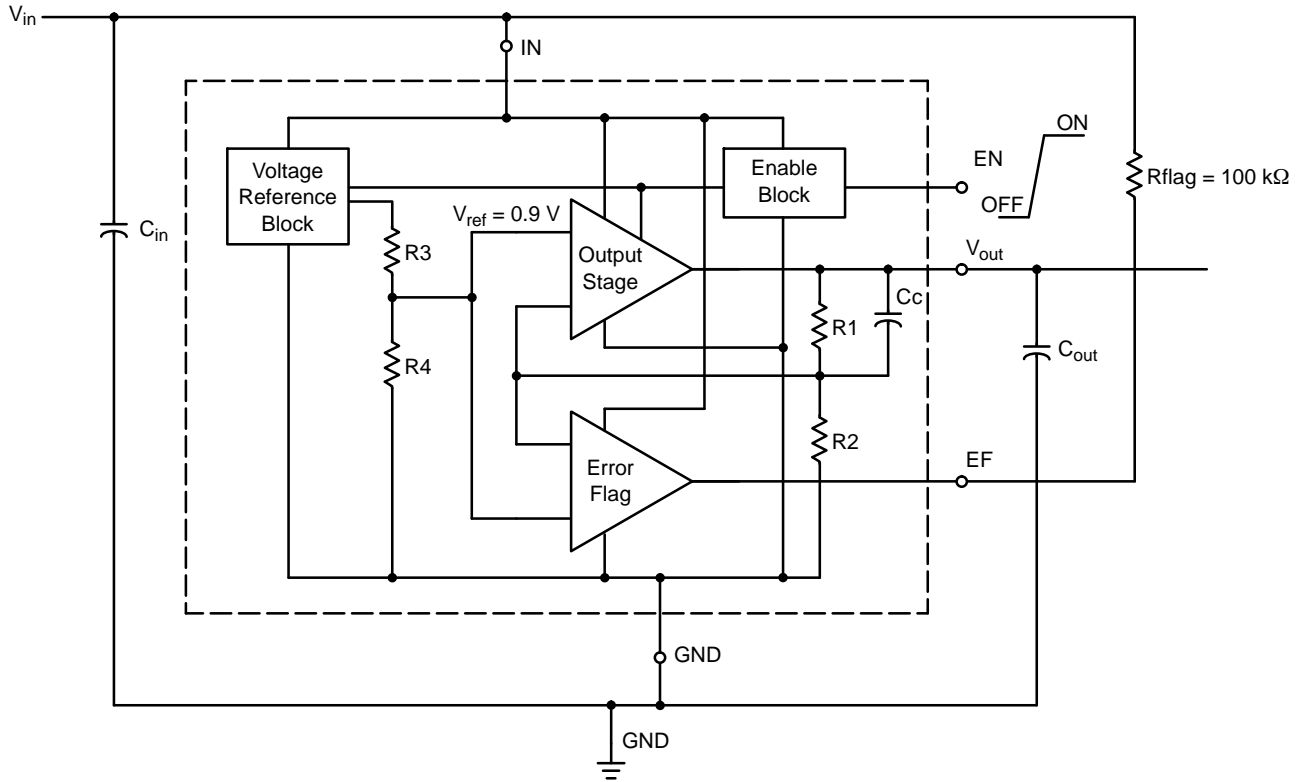 Vin
IN
ON
EN
OFF
Rflag = 100 kΩ
Voltage
Reference
Block
Enable
Block
Cin
Vref = 0.9 V
R3
Output
Stage
Vout
Cc
R1
Cout
R4
R2
Error
Flag
EF
GND
GND